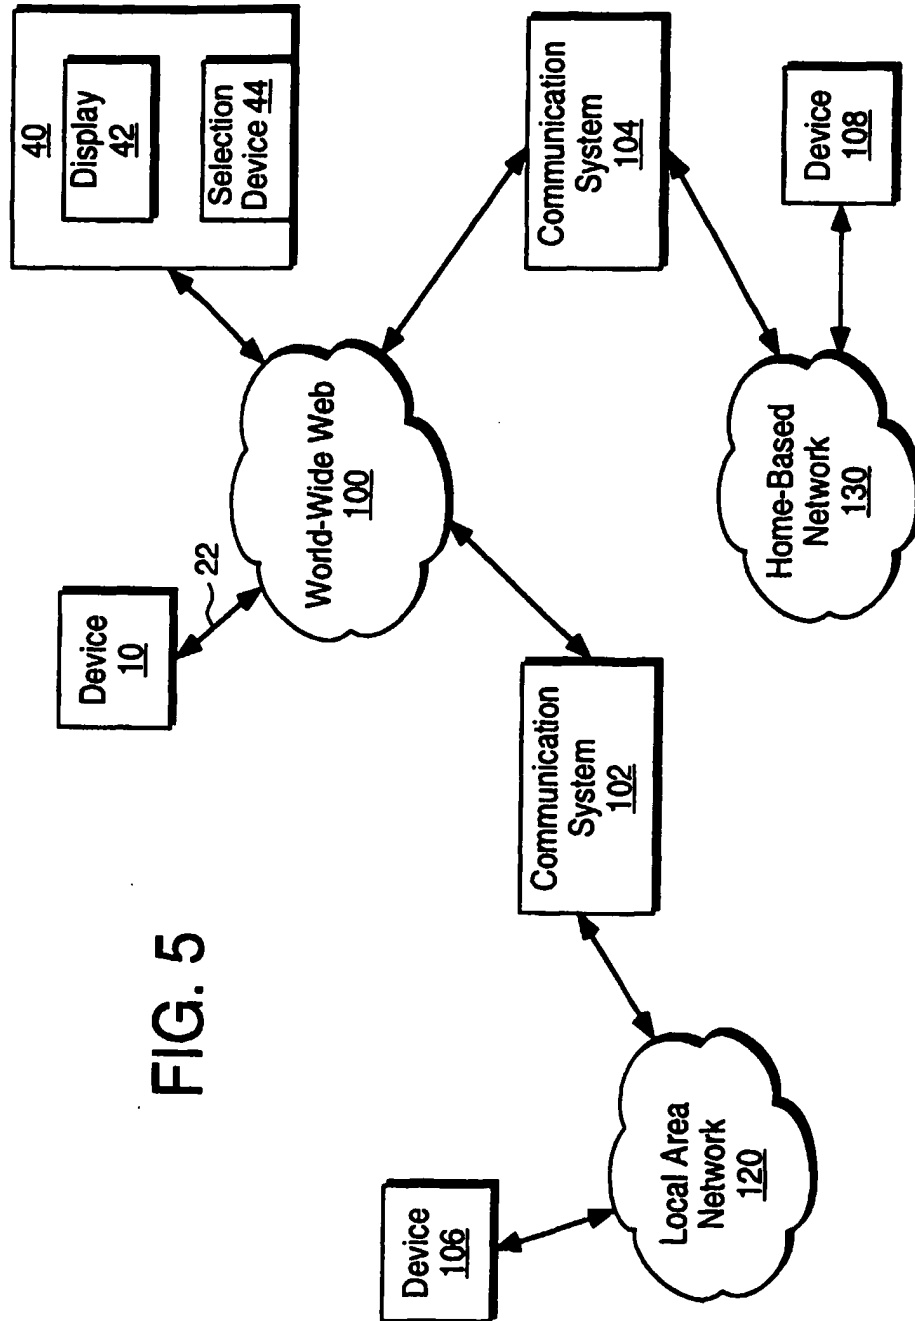 FIG. 5
Device
10
22
40
Display
42
Selection
Device 44
World-Wide Web
100
Device
106
Communication
System
102
Communication
System
104
Local Area
Network
120
Home-Based
Network
130
Device
108